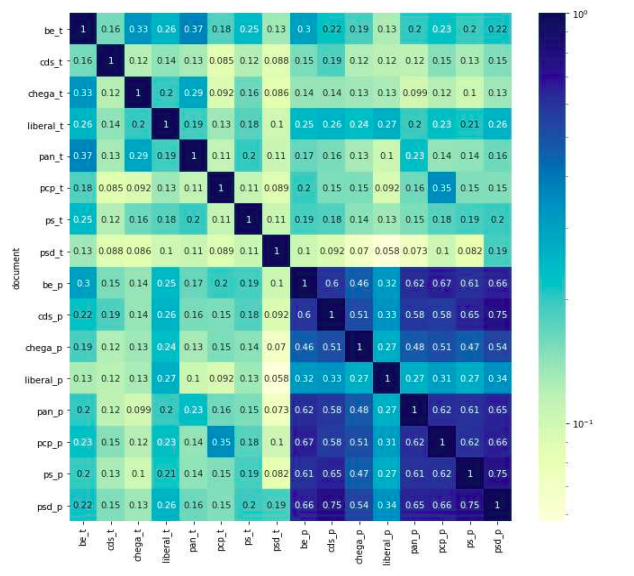 be_t 1 0.16 0.33 0.26 0.37 0.18 0.25 0.13 0.3 0.22 0.19 0.13 0.2 0.23 0.2 0.22
cds_t 0.16 1 0.12 0.14 0.13 0.085 0.12 0.088 0.15 0.19 0.12 0.12 0.12 0.15 0.13 0.15
chega_t 0.33 0.12 1 0.2 0.29 0.092 0.16 0.086 0.14 0.14 0.13 0.13 0.099 0.12 0.1 0.13
liberal_t 0.26 0.14 0.2 1 0.19 0.13 0.18 0.1 0.25 0.26 0.24 0.27 0.2 0.23 0.21 0.26
pan_t 0.37 0.13 0.29 0.19 1 0.11 0.2 0.11 0.17 0.16 0.13 0.1 0.23 0.14 0.14 0.16
pcp_t 0.18 0.085 0.092 0.13 0.11 1 0.11 0.089 0.2 0.15 0.15 0.092 0.16 0.35 0.15 0.15
ps_t 0.25 0.12 0.16 0.18 0.2 0.11 1 0.11 0.19 0.18 0.14 0.13 0.15 0.18 0.19 0.2
psd_t 0.13 0.088 0.086 0.1 0.11 0.089 0.11 1 0.1 0.092 0.07 0.058 0.073 0.1 0.082 0.19
document
be_p 0.3 0.15 0.14 0.25 0.17 0.2 0.19 0.1 1 0.6 0.46 0.32 0.62 0.67 0.61 0.66
cds_p 0.22 0.19 0.14 0.26 0.16 0.15 0.18 0.092 0.6 1 0.51 0.33 0.58 0.58 0.65 0.75
chega_p 0.19 0.12 0.13 0.24 0.13 0.15 0.14 0.07 0.46 0.51 1 0.27 0.48 0.51 0.47 0.54
liberal_p 0.13 0.12 0.13 0.27 0.1 0.092 0.13 0.058 0.32 0.33 0.27 1 0.27 0.31 0.27 0.34
pan_p 0.2 0.12 0.099 0.2 0.23 0.16 0.15 0.073 0.62 0.58 0.48 0.27 1 0.62 0.61 0.65
pcp_p 0.23 0.15 0.12 0.23 0.14 0.35 0.18 0.1 0.67 0.58 0.51 0.31 0.62 1 0.62 0.66
ps_p 0.2 0.13 0.1 0.21 0.14 0.15 0.19 0.082 0.61 0.65 0.47 0.27 0.61 0.62 1 0.75
psd_p 0.22 0.15 0.13 0.26 0.16 0.15 0.2 0.19 0.66 0.75 0.54 0.34 0.65 0.66 0.75 1
be_t cds_t chega_t liberal_t pan_t pcp_t ps_t psd_t be_p cds_p chega_p liberal_p pan_p pcp_p ps_p psd_p
10⁰
10⁻¹